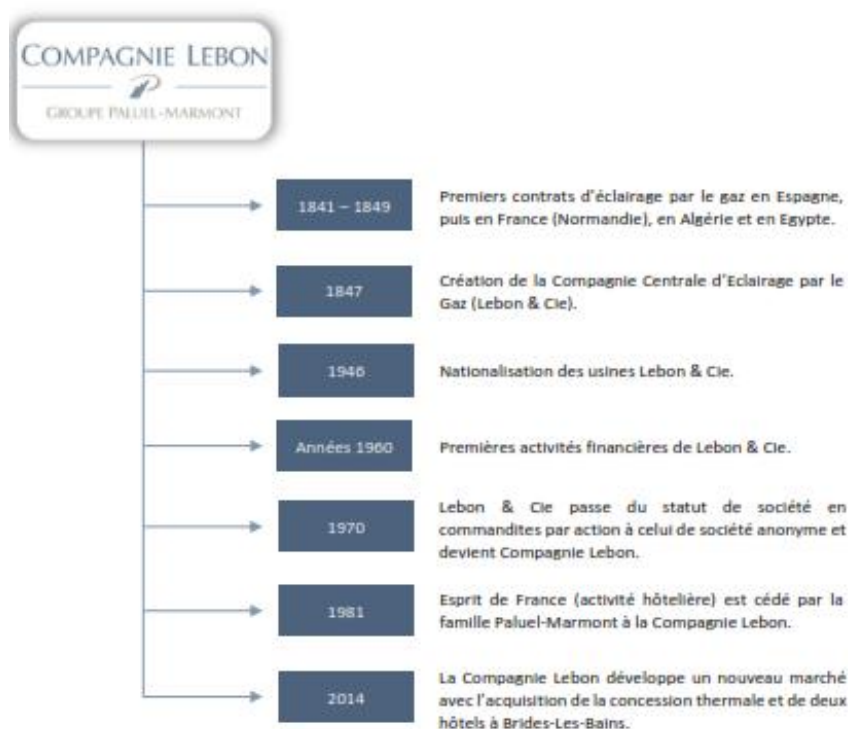 COMPAGNIE LEBON
GROUPE PALUEL-MARMONT
1841 – 1849
Premiers contrats d'éclairage par le gaz en Espagne,
puis en France (Normandie), en Algérie et en Egypte.
1847
Création de la Compagnie Centrale d'Eclairage par le
Gaz (Lebon & Cie).
1946
Nationalisation des usines Lebon & Cie.
Années 1960
Premières activités financières de Lebon & Cie.
1970
Lebon & Cie passe du statut de société en
commandites par action à celui de société anonyme et
devient Compagnie Lebon.
1981
Esprit de France (activité hôtelière) est cédé par la
famille Paluel-Marmont à la Compagnie Lebon.
2014
La Compagnie Lebon développe un nouveau marché
avec l'acquisition de la concession thermale et de deux
hôtels à Brides-Les-Bains.